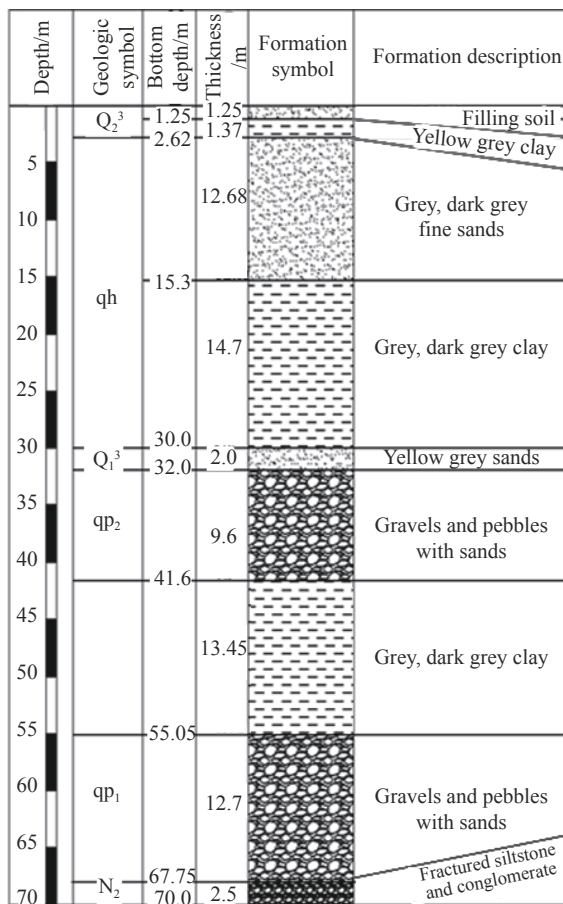 Depth/m
Geologic symbol
Bottom depth/m
Thickness /m
Formation symbol
Formation description
Q₂³
1.25
1.25
Filling soil
2.62
1.37
Yellow grey clay
5
10
15
20
25
30
35
40
45
50
55
60
65
70
qh
12.68
Grey, dark grey
fine sands
15.3
14.7
Grey, dark grey clay
30.0
Q₁³
2.0
Yellow grey sands
32.0
qp₂
9.6
Gravels and pebbles
with sands
41.6
13.45
Grey, dark grey clay
55.05
qp₁
12.7
Gravels and pebbles
with sands
67.75
Fractured siltstone
and conglomerate
N₂
70.0
2.5